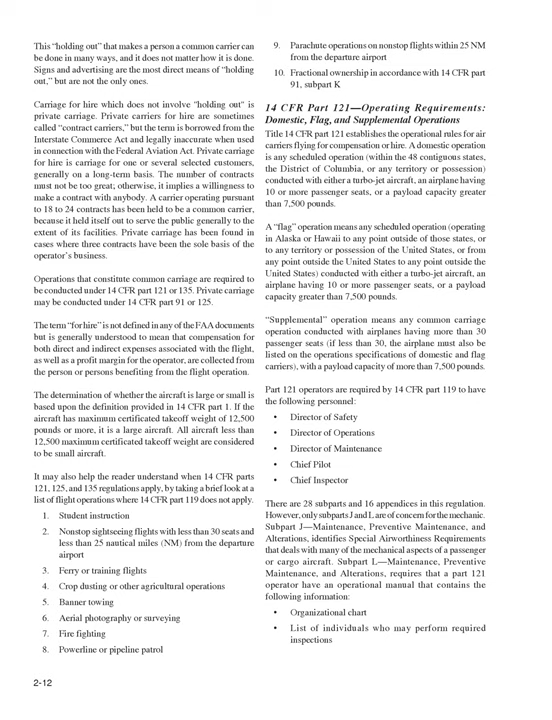 This “holding out” that makes a person a common carrier can
be done in many ways, and it does not matter how it is done.
Signs and advertising are the most direct means of “holding
out,” but are not the only ones.
Carriage for hire which does not involve "holding out" is
private carriage. Private carriers for hire are sometimes
called “contract carriers,” but the term is borrowed from the
Interstate Commerce Act and legally inaccurate when used
in connection with the Federal Aviation Act. Private carriage
for hire is carriage for one or several selected customers,
generally on a long-term basis. The number of contracts
must not be too great; otherwise, it implies a willingness to
make a contract with anybody. A carrier operating pursuant
to 18 to 24 contracts has been held to be a common carrier,
because it held itself out to serve the public generally to the
extent of its facilities. Private carriage has been found in
cases where three contracts have been the sole basis of the
operator’s business.
Operations that constitute common carriage are required to
be conducted under 14 CFR part 121 or 135. Private carriage
may be conducted under 14 CFR part 91 or 125.
The term “for hire” is not defined in any of the FAA documents
but is generally understood to mean that compensation for
both direct and indirect expenses associated with the flight,
as well as a profit margin for the operator, are collected from
the person or persons benefiting from the flight operation.
The determination of whether the aircraft is large or small is
based upon the definition provided in 14 CFR part 1. If the
aircraft has maximum certificated takeoff weight of 12,500
pounds or more, it is a large aircraft. All aircraft less than
12,500 maximum certificated takeoff weight are considered
to be small aircraft.
It may also help the reader understand when 14 CFR parts
121, 125, and 135 regulations apply, by taking a brief look at a
list of flight operations where 14 CFR part 119 does not apply.
1. Student instruction
2. Nonstop sightseeing flights with less than 30 seats and
less than 25 nautical miles (NM) from the departure
airport
3. Ferry or training flights
4. Crop dusting or other agricultural operations
5. Banner towing
6. Aerial photography or surveying
7. Fire fighting
8. Powerline or pipeline patrol
9. Parachute operations on nonstop flights within 25 NM
from the departure airport
10. Fractional ownership in accordance with 14 CFR part
91, subpart K
14 CFR Part 121—Operating Requirements:
Domestic, Flag, and Supplemental Operations
Title 14 CFR part 121 establishes the operational rules for air
carriers flying for compensation or hire. A domestic operation
is any scheduled operation (within the 48 contiguous states,
the District of Columbia, or any territory or possession)
conducted with either a turbo-jet aircraft, an airplane having
10 or more passenger seats, or a payload capacity greater
than 7,500 pounds.
A “flag” operation means any scheduled operation (operating
in Alaska or Hawaii to any point outside of those states, or
to any territory or possession of the United States, or from
any point outside the United States to any point outside the
United States) conducted with either a turbo-jet aircraft, an
airplane having 10 or more passenger seats, or a payload
capacity greater than 7,500 pounds.
“Supplemental” operation means any common carriage
operation conducted with airplanes having more than 30
passenger seats (if less than 30, the airplane must also be
listed on the operations specifications of domestic and flag
carriers), with a payload capacity of more than 7,500 pounds.
Part 121 operators are required by 14 CFR part 119 to have
the following personnel:
• Director of Safety
• Director of Operations
• Director of Maintenance
• Chief Pilot
• Chief Inspector
There are 28 subparts and 16 appendices in this regulation.
However, only subparts J and L are of concern for the mechanic.
Subpart J—Maintenance, Preventive Maintenance, and
Alterations, identifies Special Airworthiness Requirements
that deals with many of the mechanical aspects of a passenger
or cargo aircraft. Subpart L—Maintenance, Preventive
Maintenance, and Alterations, requires that a part 121
operator have an operational manual that contains the
following information:
• Organizational chart
• List of individuals who may perform required
inspections
2-12